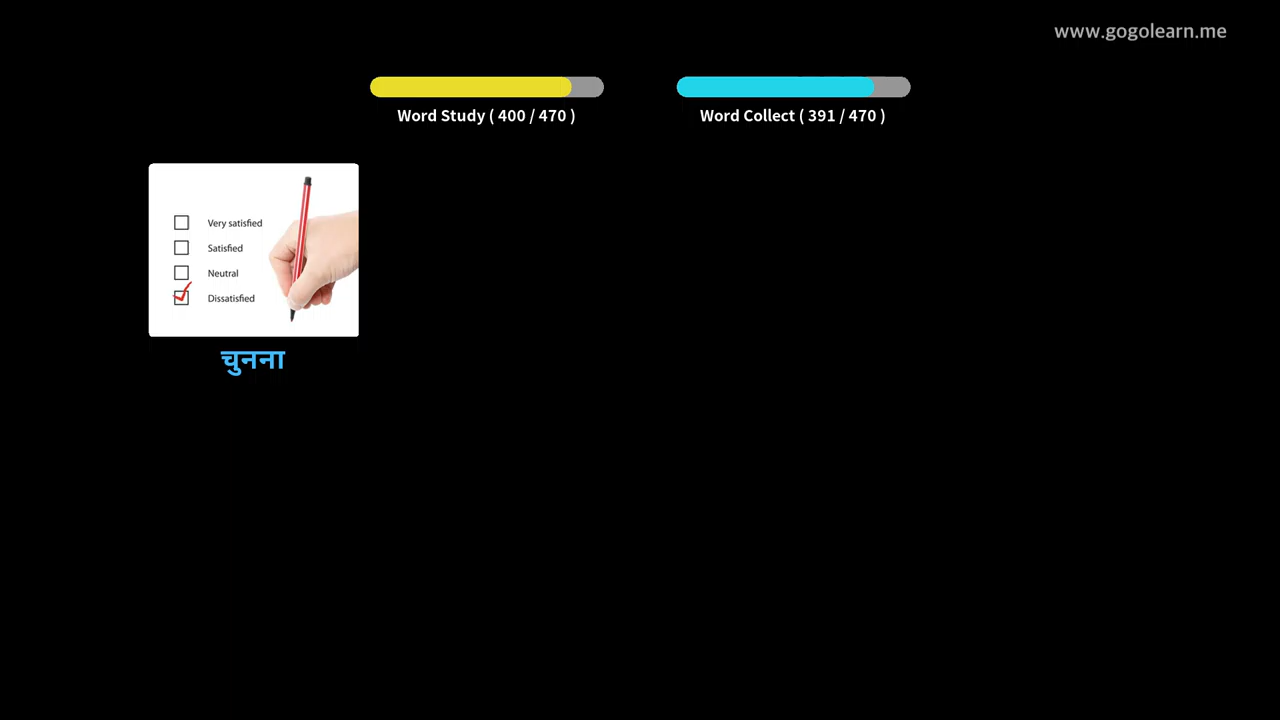 www.gogolearn.me
Word Study ( 400 / 470 )
Word Collect ( 391 / 470 )
Very satisfied
Satisfied
Neutral
Dissatisfied
चुनना